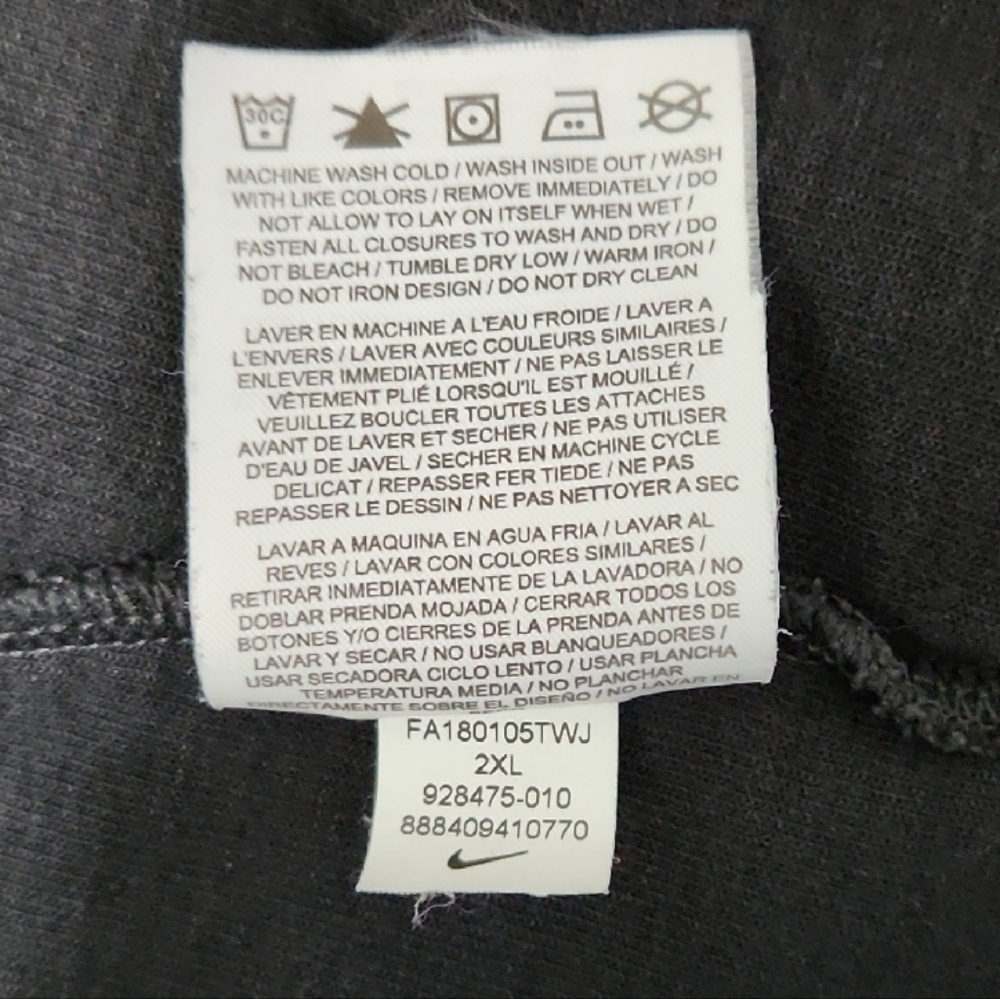 30C
MACHINE WASH COLD / WASH INSIDE OUT / WASH
WITH LIKE COLORS / REMOVE IMMEDIATELY / DO
NOT ALLOW TO LAY ON ITSELF WHEN WET /
FASTEN ALL CLOSURES TO WASH AND DRY / DO
NOT BLEACH / TUMBLE DRY LOW / WARM IRON /
DO NOT IRON DESIGN / DO NOT DRY CLEAN
LAVER EN MACHINE A L'EAU FROIDE / LAVER A
L'ENVERS / LAVER AVEC COULEURS SIMILAIRES /
ENLEVER IMMEDIATEMENT / NE PAS LAISSER LE
VÊTEMENT PLIÉ LORSQU'IL EST MOUILLÉ /
VEUILLEZ BOUCLER TOUTES LES ATTACHES
AVANT DE LAVER ET SECHER / NE PAS UTILISER
D'EAU DE JAVEL / SECHER EN MACHINE CYCLE
DELICAT / REPASSER FER TIEDE / NE PAS
REPASSER LE DESSIN / NE PAS NETTOYER A SEC
LAVAR A MAQUINA EN AGUA FRIA / LAVAR AL
REVES / LAVAR CON COLORES SIMILARES /
RETIRAR INMEDIATAMENTE DE LA LAVADORA / NO
DOBLAR PRENDA MOJADA / CERRAR TODOS LOS
BOTONES Y/O CIERRES DE LA PRENDA ANTES DE
LAVAR Y SECAR / NO USAR BLANQUEADORES /
USAR SECADORA CICLO LENTO / USAR PLANCHA
TEMPERATURA MEDIA / NO PLANCHAR
DIRECTAMENTE SOBRE EL DISEÑO / NO LAVAR EN
FA180105TWJ
2XL
928475-010
888409410770